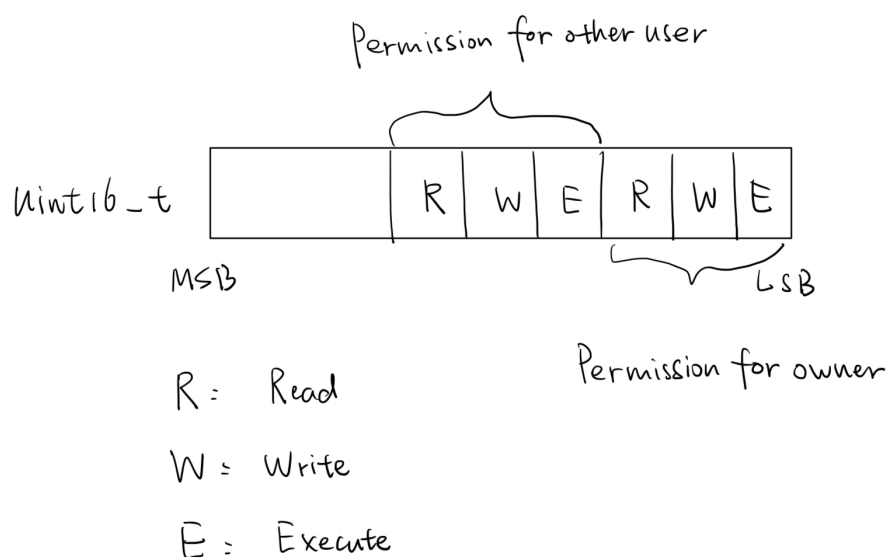 Permission for other user
uint16_t R W E R W E
MSB LSB
Permission for owner
R: Read
W: Write
E: Execute